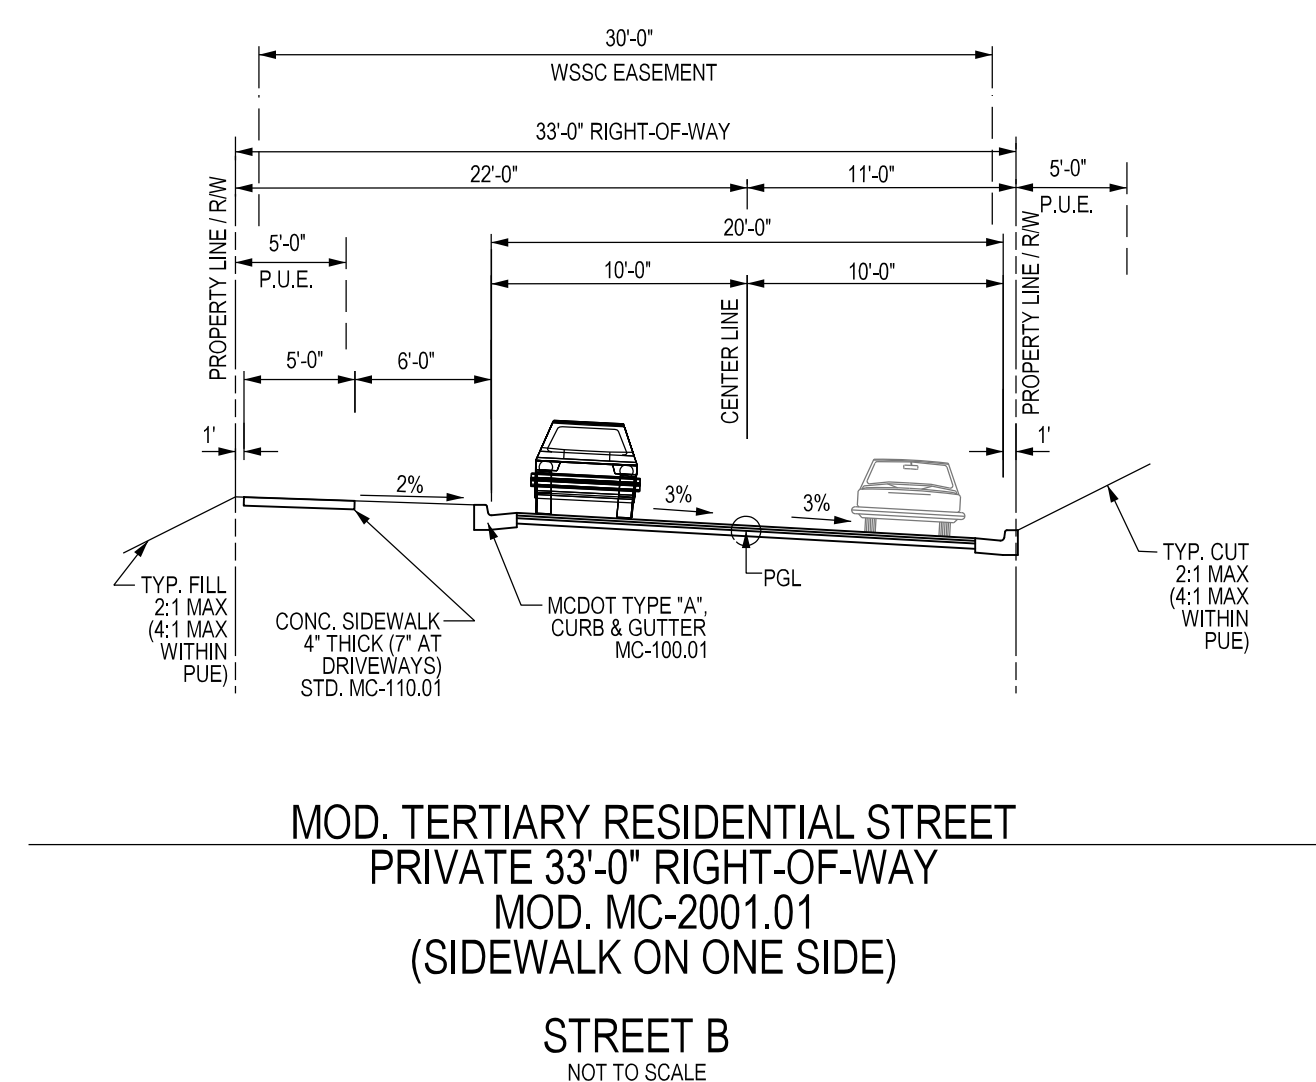 30'-0"
WSSC EASEMENT
33'-0" RIGHT-OF-WAY
22'-0"
11'-0"
5'-0"
P.U.E.
20'-0"
5'-0"
P.U.E.
10'-0"
10'-0"
PROPERTY LINE / R/W
CENTER LINE
PROPERTY LINE / R/W
5'-0"
6'-0"
1'
1'
2%
3%
3%
PGL
TYP. FILL
2:1 MAX
(4:1 MAX
WITHIN
PUE)
CONC. SIDEWALK
4" THICK (7" AT
DRIVEWAYS)
STD. MC-110.01
MCDOT TYPE "A",
CURB & GUTTER
MC-100.01
TYP. CUT
2:1 MAX
(4:1 MAX
WITHIN
PUE)
MOD. TERTIARY RESIDENTIAL STREET
PRIVATE 33'-0" RIGHT-OF-WAY
MOD. MC-2001.01
(SIDEWALK ON ONE SIDE)
STREET B
NOT TO SCALE